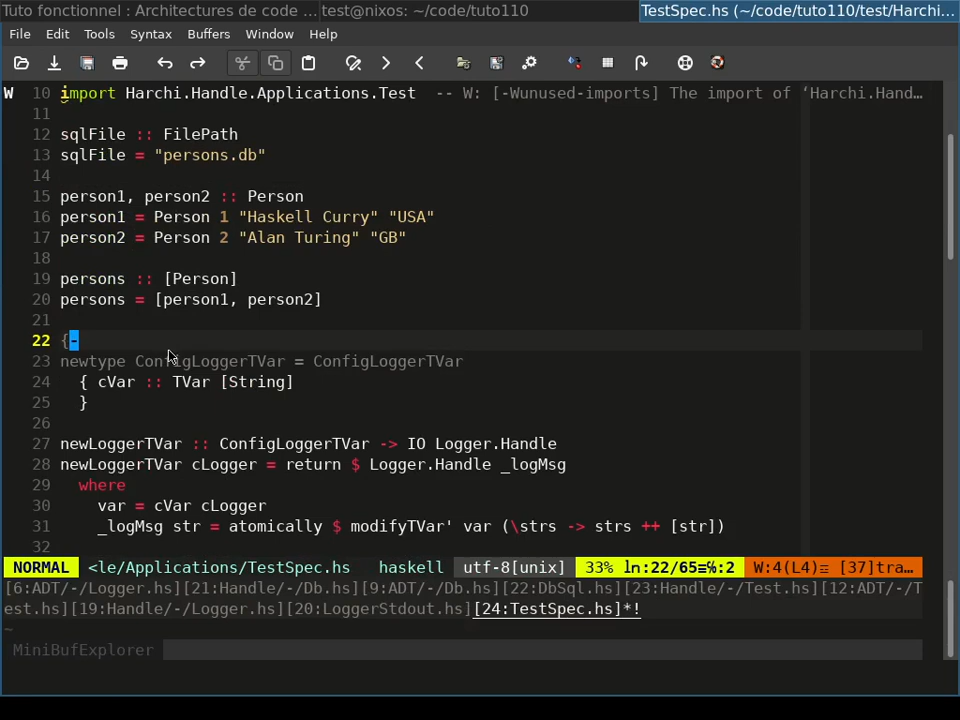 Tuto fonctionnel : Architectures de code ... test@nixos: ~/code/tuto110 TestSpec.hs (~/code/tuto110/test/Harchi...
File Edit Tools Syntax Buffers Window Help
W 10 import Harchi.Handle.Applications.Test -- W: [-Wunused-imports] The import of ‘Harchi.Hand…
11
12 sqlFile :: FilePath
13 sqlFile = "persons.db"
14
15 person1, person2 :: Person
16 person1 = Person 1 "Haskell Curry" "USA"
17 person2 = Person 2 "Alan Turing" "GB"
18
19 persons :: [Person]
20 persons = [person1, person2]
21
22 {-
23 newtype ConfigLoggerTVar = ConfigLoggerTVar
24 { cVar :: TVar [String]
25 }
26
27 newLoggerTVar :: ConfigLoggerTVar -> IO Logger.Handle
28 newLoggerTVar cLogger = return $ Logger.Handle _logMsg
29 where
30 var = cVar cLogger
31 _logMsg str = atomically $ modifyTVar' var (\strs -> strs ++ [str])
32
NORMAL <le/Applications/TestSpec.hs haskell utf-8[unix] 33% ln:22/65≡℅:2 W:4(L4)≡ [37]tra…
[6:ADT/-/Logger.hs][21:Handle/-/Db.hs][9:ADT/-/Db.hs][22:DbSql.hs][23:Handle/-/Test.hs][12:ADT/-/T
est.hs][19:Handle/-/Logger.hs][20:LoggerStdout.hs][24:TestSpec.hs]*!
~
MiniBufExplorer